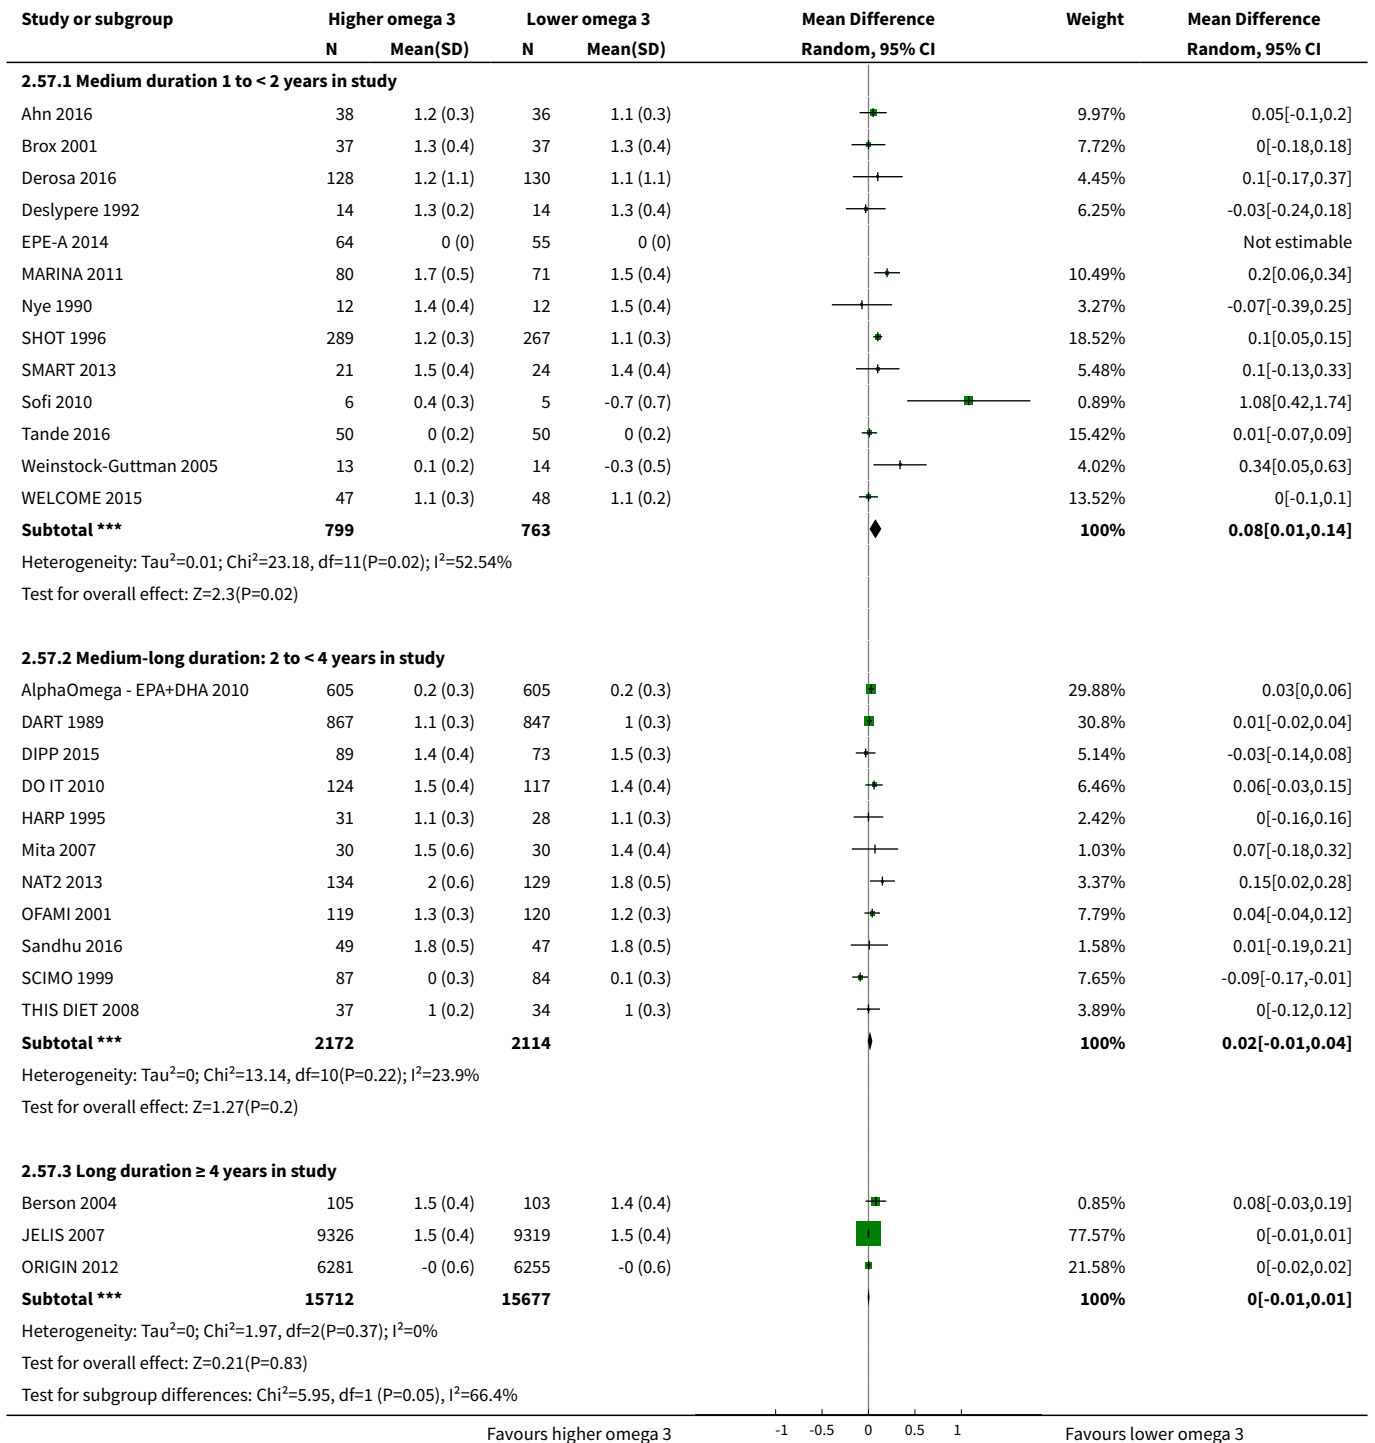 Study or subgroup Higher omega 3 Lower omega 3 Mean Difference Weight Mean Difference
N Mean(SD) N Mean(SD) Random, 95% CI Random, 95% CI
2.57.1 Medium duration 1 to < 2 years in study
Ahn 2016 38 1.2 (0.3) 36 1.1 (0.3) 9.97% 0.05[-0.1,0.2]
Brox 2001 37 1.3 (0.4) 37 1.3 (0.4) 7.72% 0[-0.18,0.18]
Derosa 2016 128 1.2 (1.1) 130 1.1 (1.1) 4.45% 0.1[-0.17,0.37]
Deslypere 1992 14 1.3 (0.2) 14 1.3 (0.4) 6.25% -0.03[-0.24,0.18]
EPE-A 2014 64 0 (0) 55 0 (0) Not estimable
MARINA 2011 80 1.7 (0.5) 71 1.5 (0.4) 10.49% 0.2[0.06,0.34]
Nye 1990 12 1.4 (0.4) 12 1.5 (0.4) 3.27% -0.07[-0.39,0.25]
SHOT 1996 289 1.2 (0.3) 267 1.1 (0.3) 18.52% 0.1[0.05,0.15]
SMART 2013 21 1.5 (0.4) 24 1.4 (0.4) 5.48% 0.1[-0.13,0.33]
Sofi 2010 6 0.4 (0.3) 5 -0.7 (0.7) 0.89% 1.08[0.42,1.74]
Tande 2016 50 0 (0.2) 50 0 (0.2) 15.42% 0.01[-0.07,0.09]
Weinstock-Guttman 2005 13 0.1 (0.2) 14 -0.3 (0.5) 4.02% 0.34[0.05,0.63]
WELCOME 2015 47 1.1 (0.3) 48 1.1 (0.2) 13.52% 0[-0.1,0.1]
Subtotal *** 799 763 100% 0.08[0.01,0.14]
Heterogeneity: Tau²=0.01; Chi²=23.18, df=11(P=0.02); I²=52.54%
Test for overall effect: Z=2.3(P=0.02)
2.57.2 Medium-long duration: 2 to < 4 years in study
AlphaOmega - EPA+DHA 2010 605 0.2 (0.3) 605 0.2 (0.3) 29.88% 0.03[0,0.06]
DART 1989 867 1.1 (0.3) 847 1 (0.3) 30.8% 0.01[-0.02,0.04]
DIPP 2015 89 1.4 (0.4) 73 1.5 (0.3) 5.14% -0.03[-0.14,0.08]
DO IT 2010 124 1.5 (0.4) 117 1.4 (0.4) 6.46% 0.06[-0.03,0.15]
HARP 1995 31 1.1 (0.3) 28 1.1 (0.3) 2.42% 0[-0.16,0.16]
Mita 2007 30 1.5 (0.6) 30 1.4 (0.4) 1.03% 0.07[-0.18,0.32]
NAT2 2013 134 2 (0.6) 129 1.8 (0.5) 3.37% 0.15[0.02,0.28]
OFAMI 2001 119 1.3 (0.3) 120 1.2 (0.3) 7.79% 0.04[-0.04,0.12]
Sandhu 2016 49 1.8 (0.5) 47 1.8 (0.5) 1.58% 0.01[-0.19,0.21]
SCIMO 1999 87 0 (0.3) 84 0.1 (0.3) 7.65% -0.09[-0.17,-0.01]
THIS DIET 2008 37 1 (0.2) 34 1 (0.3) 3.89% 0[-0.12,0.12]
Subtotal *** 2172 2114 100% 0.02[-0.01,0.04]
Heterogeneity: Tau²=0; Chi²=13.14, df=10(P=0.22); I²=23.9%
Test for overall effect: Z=1.27(P=0.2)
2.57.3 Long duration ≥ 4 years in study
Berson 2004 105 1.5 (0.4) 103 1.4 (0.4) 0.85% 0.08[-0.03,0.19]
JELIS 2007 9326 1.5 (0.4) 9319 1.5 (0.4) 77.57% 0[-0.01,0.01]
ORIGIN 2012 6281 -0 (0.6) 6255 -0 (0.6) 21.58% 0[-0.02,0.02]
Subtotal *** 15712 15677 100% 0[-0.01,0.01]
Heterogeneity: Tau²=0; Chi²=1.97, df=2(P=0.37); I²=0%
Test for overall effect: Z=0.21(P=0.83)
Test for subgroup differences: Chi²=5.95, df=1 (P=0.05), I²=66.4%
Favours higher omega 3 -1 -0.5 0 0.5 1 Favours lower omega 3